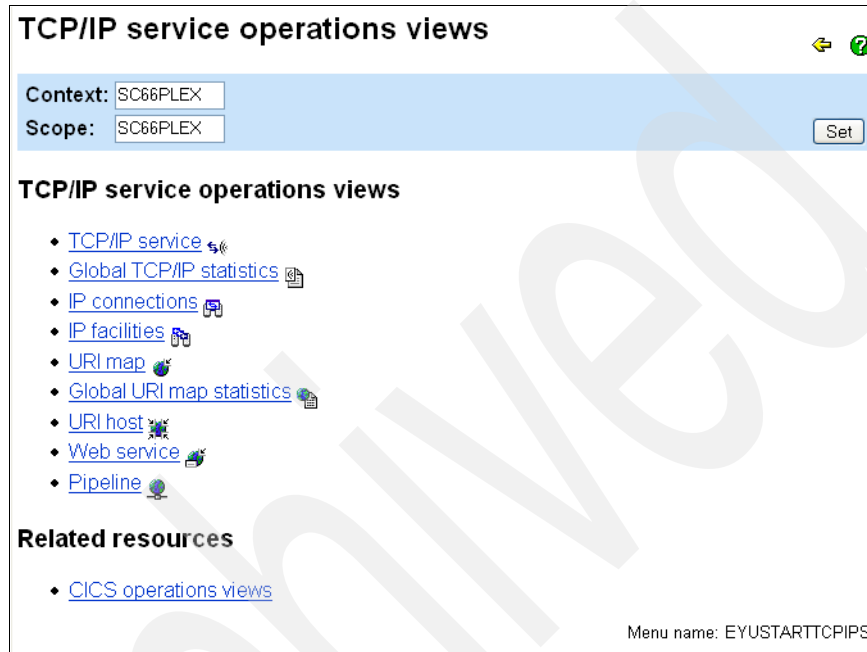 TCP/IP service operations views
Context: SC66PLEX
Scope: SC66PLEX
Set
TCP/IP service operations views
• TCP/IP service
• Global TCP/IP statistics
• IP connections
• IP facilities
• URI map
• Global URI map statistics
• URI host
• Web service
• Pipeline
Related resources
• CICS operations views
Menu name: EYUSTARTTCPIPS